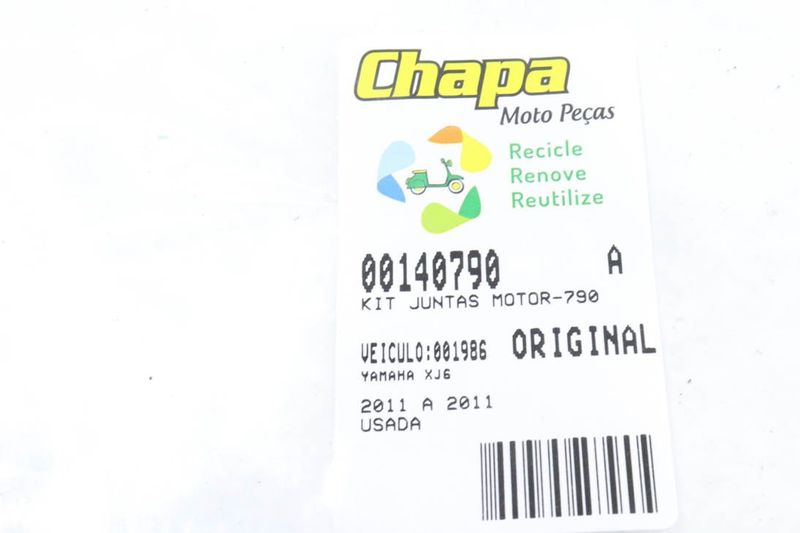 Chapa
Moto Peças
Recicle
Renove
Reutilize
00140790 A
KIT JUNTAS MOTOR-790
VEICULO:001986 ORIGINAL
YAMAHA XJ6
2011 A 2011
USADA